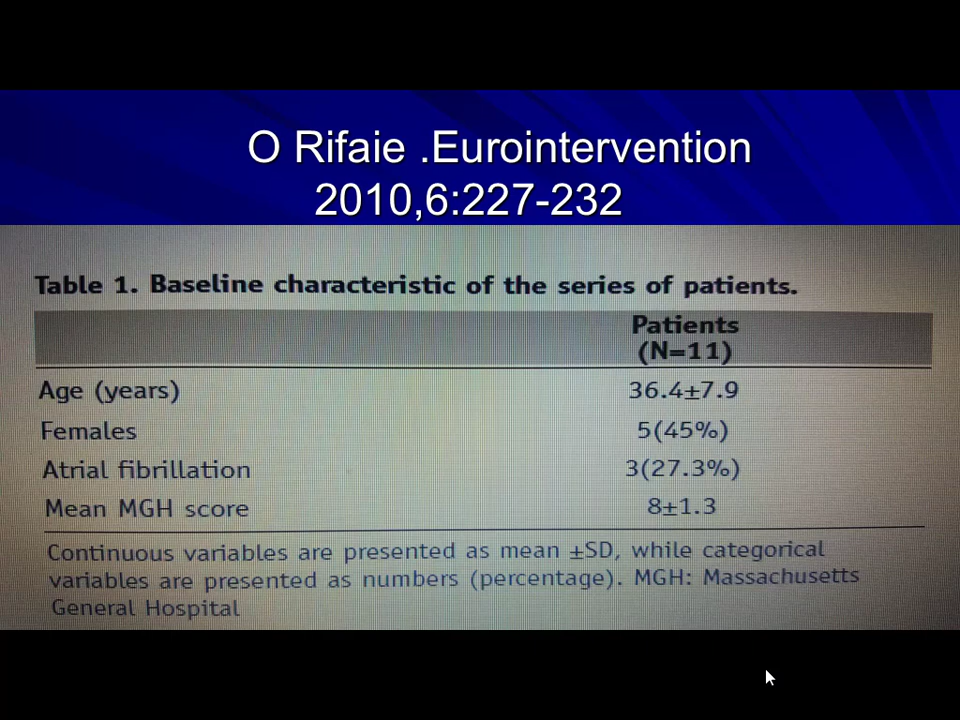 O Rifaie .Eurointervention
2010,6:227-232
Table 1. Baseline characteristic of the series of patients.
Patients
(N=11)
Age (years) 36.4±7.9
Females 5(45%)
Atrial fibrillation 3(27.3%)
Mean MGH score 8±1.3
Continuous variables are presented as mean ±SD, while categorical
variables are presented as numbers (percentage). MGH: Massachusetts
General Hospital